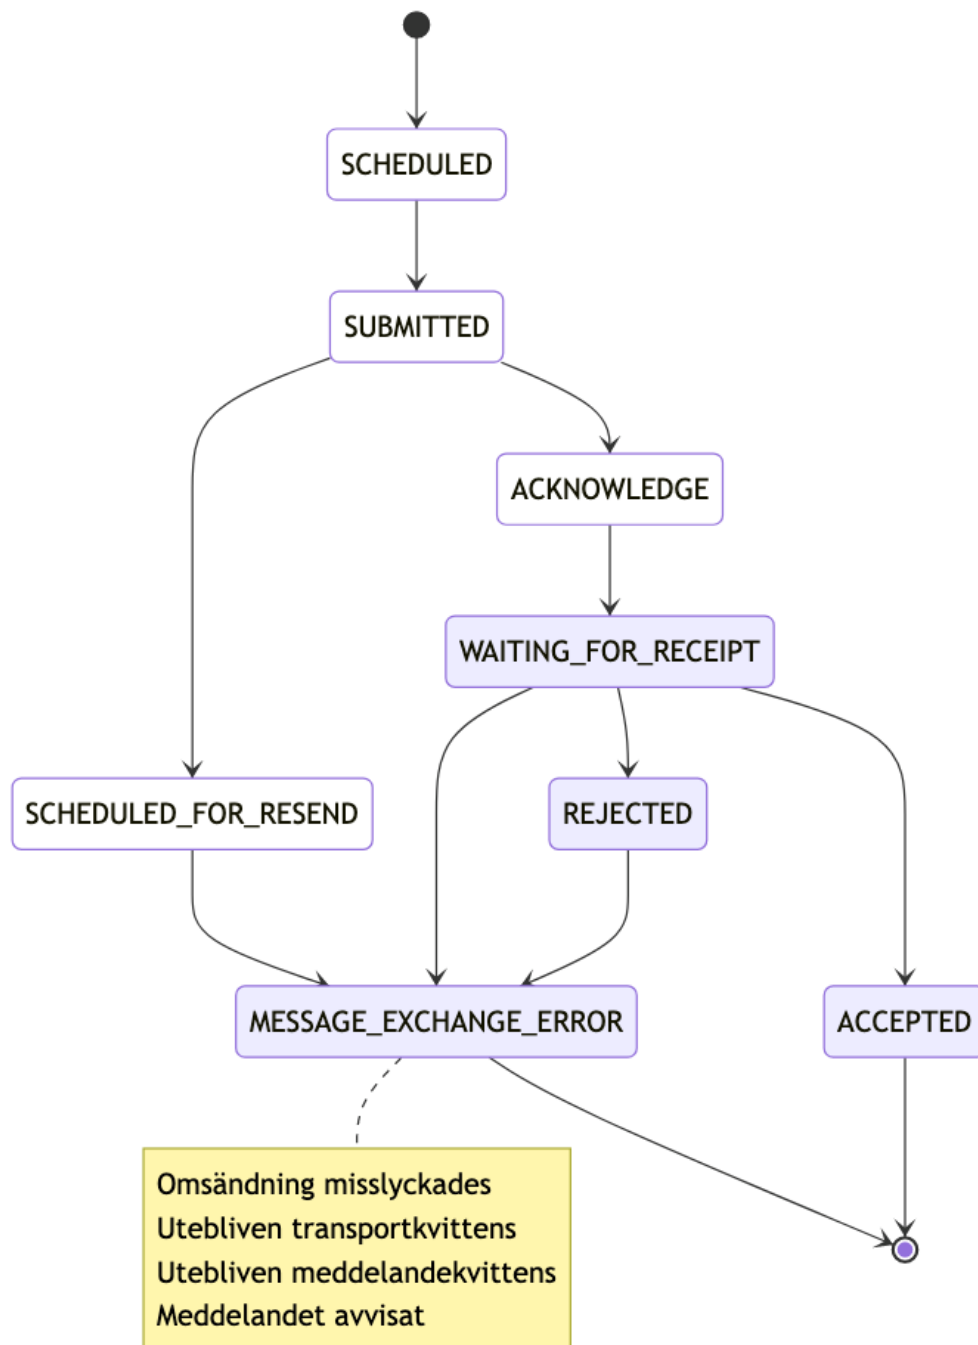 SCHEDULED
SUBMITTED
ACKNOWLEDGE
WAITING_FOR_RECEIPT
SCHEDULED_FOR_RESEND
REJECTED
MESSAGE_EXCHANGE_ERROR
ACCEPTED
Omsändning misslyckades
Utebliven transportkvittens
Utebliven meddelandekvittens
Meddelandet avvisat